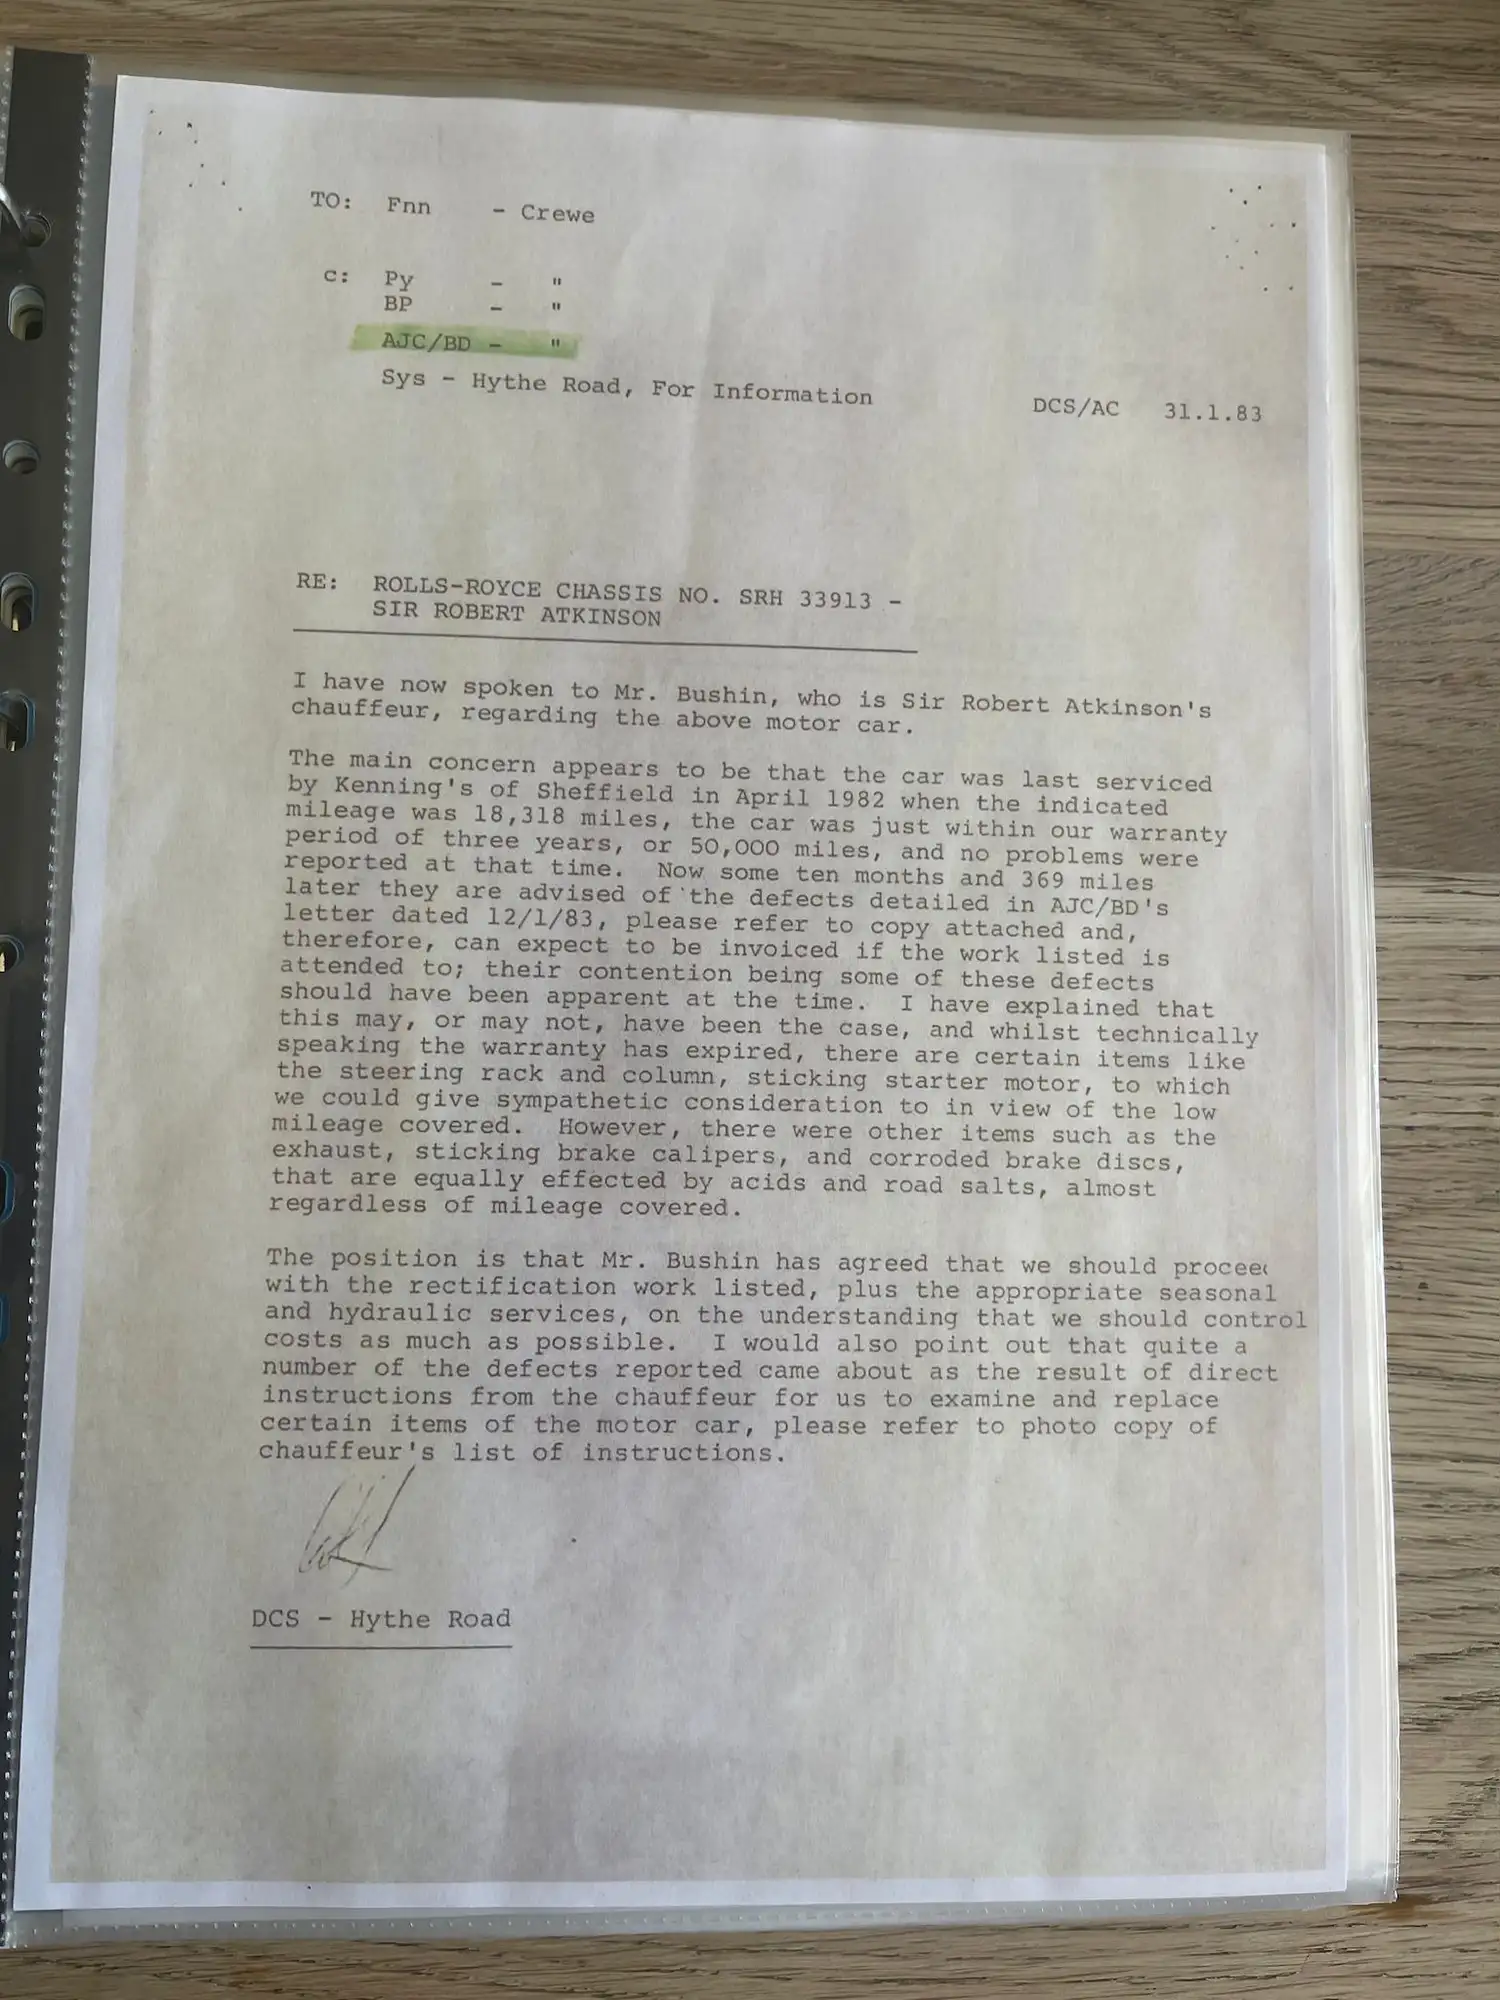 TO: Fnn - Crewe
c: Py - "
BP - "
AJC/BD - "
Sys - Hythe Road, For Information
DCS/AC 31.1.83
RE: ROLLS-ROYCE CHASSIS NO. SRH 33913 -
SIR ROBERT ATKINSON
I have now spoken to Mr. Bushin, who is Sir Robert Atkinson's
chauffeur, regarding the above motor car.
The main concern appears to be that the car was last serviced
by Kenning's of Sheffield in April 1982 when the indicated
mileage was 18,318 miles, the car was just within our warranty
period of three years, or 50,000 miles, and no problems were
reported at that time. Now some ten months and 369 miles
later they are advised of the defects detailed in AJC/BD's
letter dated 12/1/83, please refer to copy attached and,
therefore, can expect to be invoiced if the work listed is
attended to; their contention being some of these defects
should have been apparent at the time. I have explained that
this may, or may not, have been the case, and whilst technically
speaking the warranty has expired, there are certain items like
the steering rack and column, sticking starter motor, to which
we could give sympathetic consideration to in view of the low
mileage covered. However, there were other items such as the
exhaust, sticking brake calipers, and corroded brake discs,
that are equally effected by acids and road salts, almost
regardless of mileage covered.
The position is that Mr. Bushin has agreed that we should proceed
with the rectification work listed, plus the appropriate seasonal
and hydraulic services, on the understanding that we should control
costs as much as possible. I would also point out that quite a
number of the defects reported came about as the result of direct
instructions from the chauffeur for us to examine and replace
certain items of the motor car, please refer to photo copy of
chauffeur's list of instructions.
DCS - Hythe Road